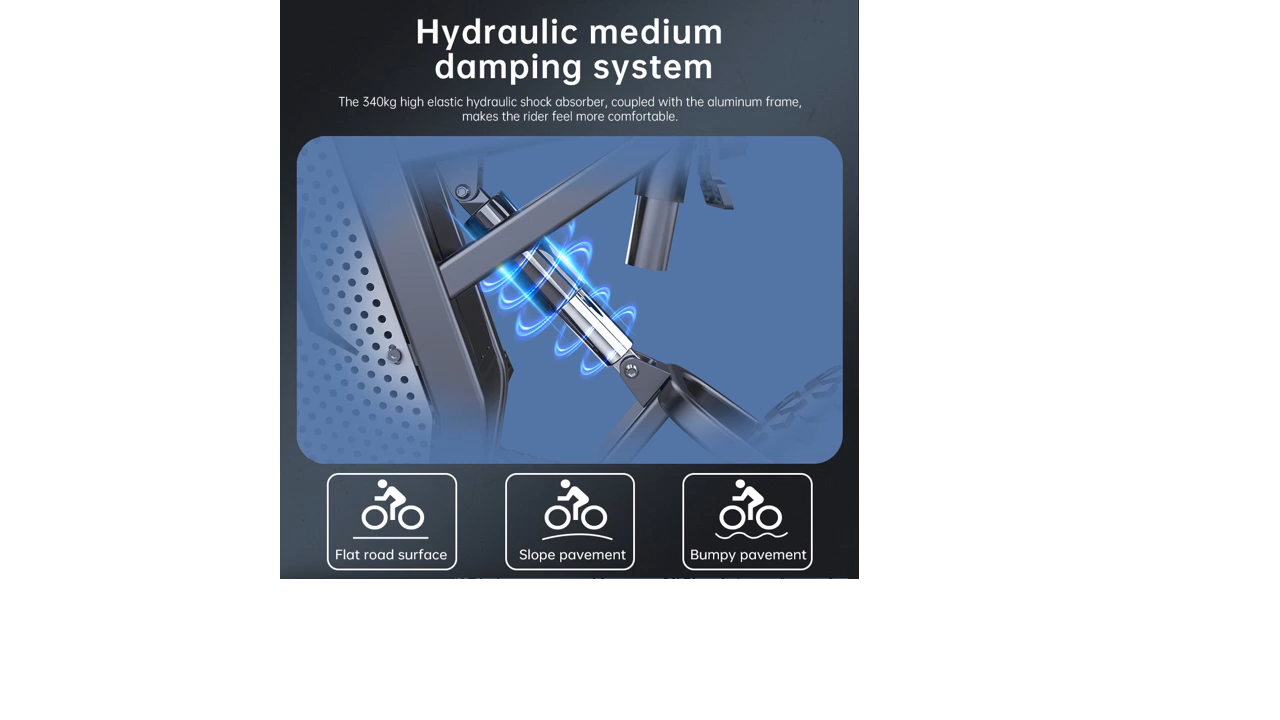 Hydraulic medium
damping system
The 340kg high elastic hydraulic shock absorber, coupled with the aluminum frame,
makes the rider feel more comfortable.
Flat road surface
Slope pavement
Bumpy pavement